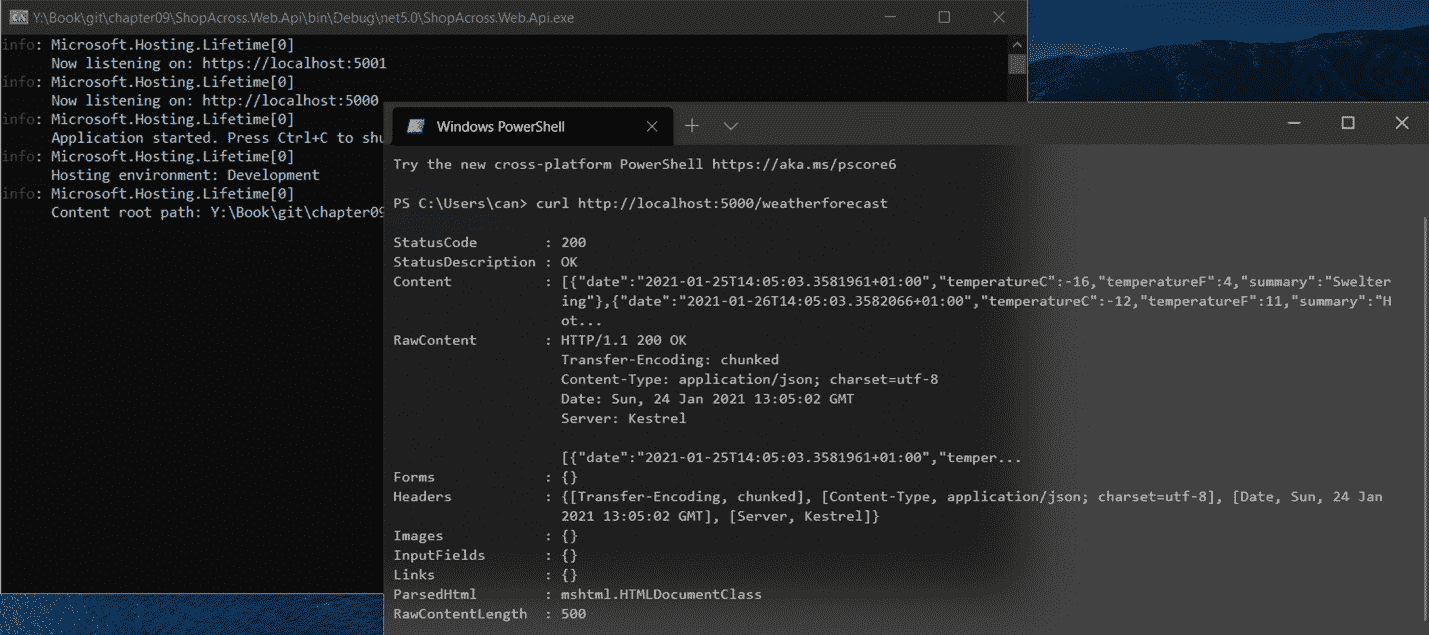 Y:\Book\git\chapter09\ShopAcross.Web.Api\bin\Debug\net5.0\ShopAcross.Web.Api.exe
info: Microsoft.Hosting.Lifetime[0]
Now listening on: https://localhost:5001
info: Microsoft.Hosting.Lifetime[0]
Now listening on: http://localhost:5000
info: Microsoft.Hosting.Lifetime[0]
Application started. Press Ctrl+C to shu
info: Microsoft.Hosting.Lifetime[0]
Hosting environment: Development
info: Microsoft.Hosting.Lifetime[0]
Content root path: Y:\Book\git\chapter09
Windows PowerShell
Try the new cross-platform PowerShell https://aka.ms/pscore6
PS C:\Users\can> curl http://localhost:5000/weatherforecast
StatusCode : 200
StatusDescription : OK
Content : [{"date":"2021-01-25T14:05:03.3581961+01:00","temperatureC":-16,"temperatureF":4,"summary":"Swelter
ing"},{"date":"2021-01-26T14:05:03.3582066+01:00","temperatureC":-12,"temperatureF":11,"summary":"H
ot...
RawContent : HTTP/1.1 200 OK
Transfer-Encoding: chunked
Content-Type: application/json; charset=utf-8
Date: Sun, 24 Jan 2021 13:05:02 GMT
Server: Kestrel
[{"date":"2021-01-25T14:05:03.3581961+01:00","temper...
Forms : {}
Headers : {[Transfer-Encoding, chunked], [Content-Type, application/json; charset=utf-8], [Date, Sun, 24 Jan
2021 13:05:02 GMT], [Server, Kestrel]}
Images : {}
InputFields : {}
Links : {}
ParsedHtml : mshtml.HTMLDocumentClass
RawContentLength : 500